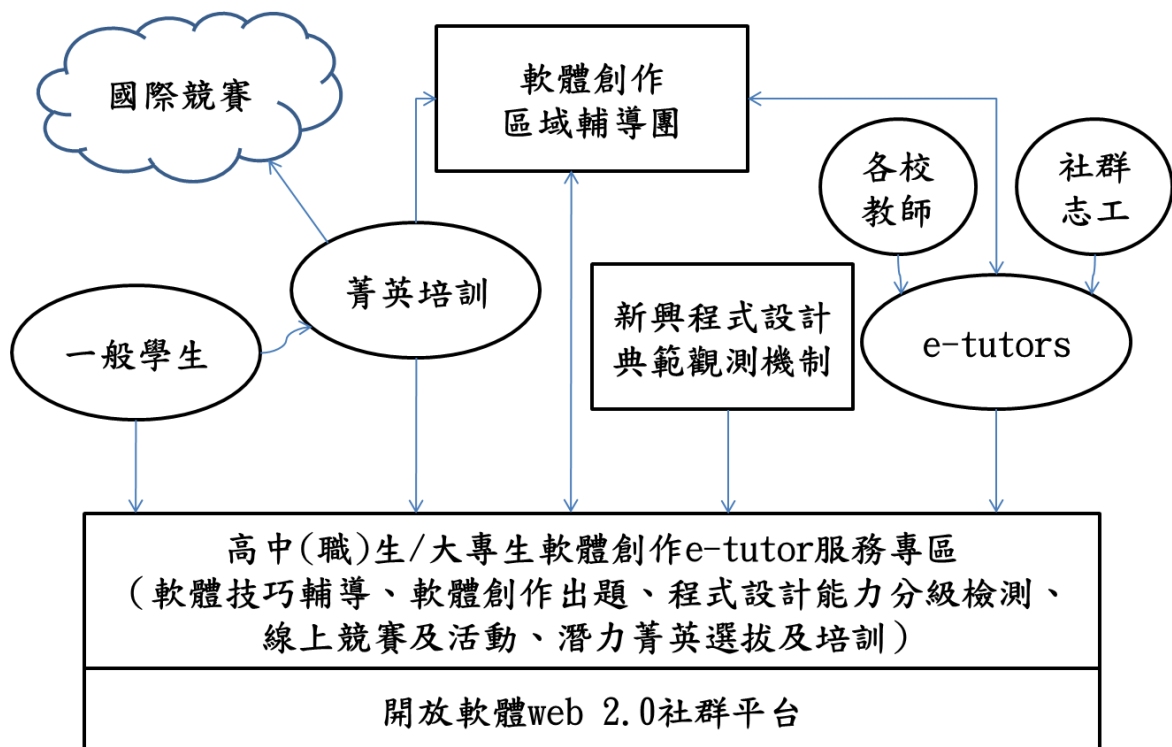 國際競賽
軟體創作
區域輔導團
各校
教師
社群
志工
菁英培訓
一般學生
新興程式設計
典範觀測機制
e-tutors
高中(職)生/大專生軟體創作e-tutor服務專區
（軟體技巧輔導、軟體創作出題、程式設計能力分級檢測、
線上競賽及活動、潛力菁英選拔及培訓）
開放軟體web 2.0社群平台